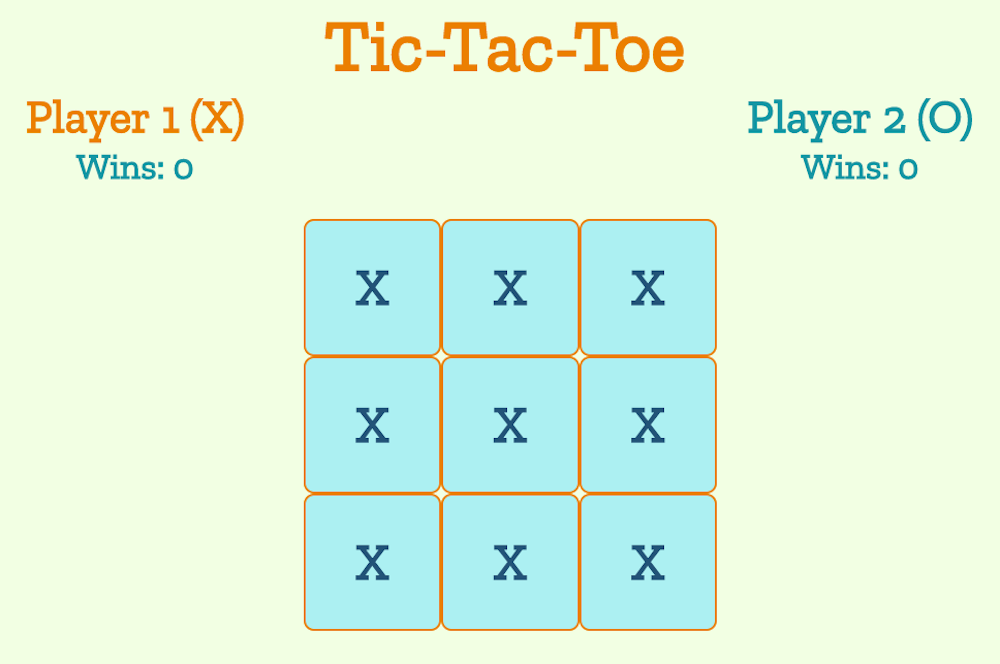 Tic-Tac-Toe
Player 1 (X)
Wins: 0
Player 2 (O)
Wins: 0
X X X
X X X
X X X